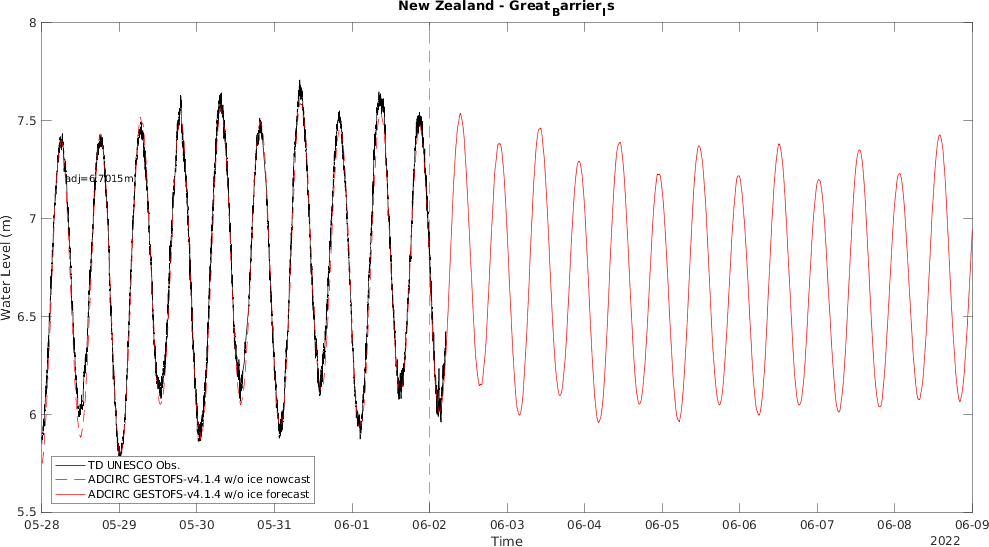 New Zealand - Great_Barrier_Is
8
7.5
7
6.5
6
5.5
Water Level (m)
adj=6.7015m
TD UNESCO Obs.
ADCIRC GESTOFS-v4.1.4 w/o ice nowcast
ADCIRC GESTOFS-v4.1.4 w/o ice forecast
05-28
05-29
05-30
05-31
06-01
06-02
06-03
06-04
06-05
06-06
06-07
06-08
06-09
Time
2022